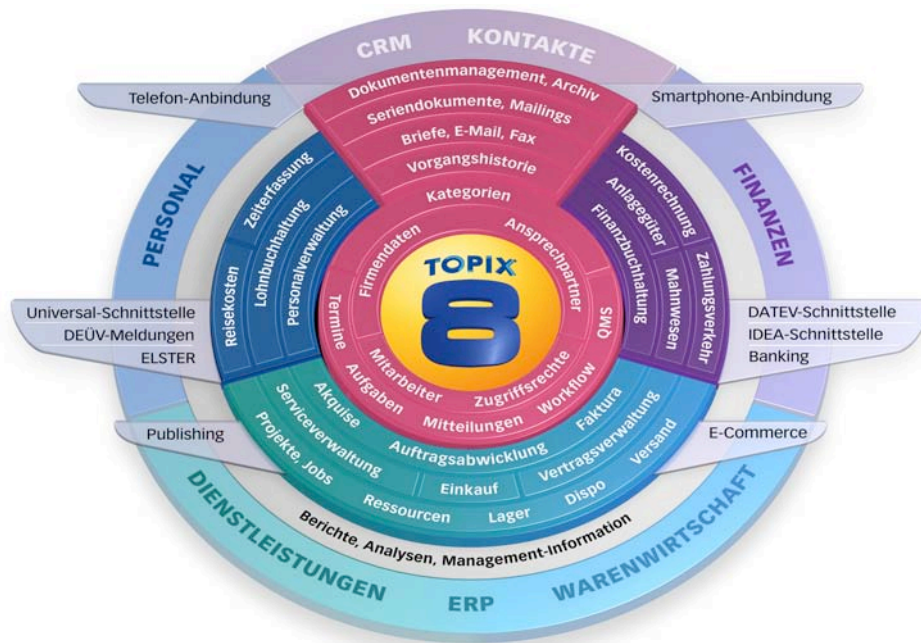 CRM KONTAKTE
Telefon-Anbindung
Dokumentenmanagement, Archiv
Smartphone-Anbindung
Seriendokumente, Mailings
Briefe, E-Mail, Fax
Vorgangshistorie
Kategorien
PERSONAL
Zeiterfassung
Lohnbuchhaltung
Personalverwaltung
Reisekosten
FINANZEN
Kostenrechnung
Anlagegüter
Finanzbuchhaltung
Zahlungsverkehr
Mahnwesen
Firmendaten
Ansprechpartner
TOPIX
8
Termine
QMS
Mitarbeiter
Zugriffsrechte
Aufgaben
Mitteilungen
Workflow
Universal-Schnittstelle
DEÜV-Meldungen
ELSTER
DATEV-Schnittstelle
IDEA-Schnittstelle
Banking
Publishing
E-Commerce
Akquise
Auftragsabwicklung
Faktura
Serviceverwaltung
Einkauf
Vertragsverwaltung
Projekte, Jobs
Ressourcen
Lager
Dispo
Versand
Berichte, Analysen, Management-Information
DIENSTLEISTUNGEN
ERP
WARENWIRTSCHAFT